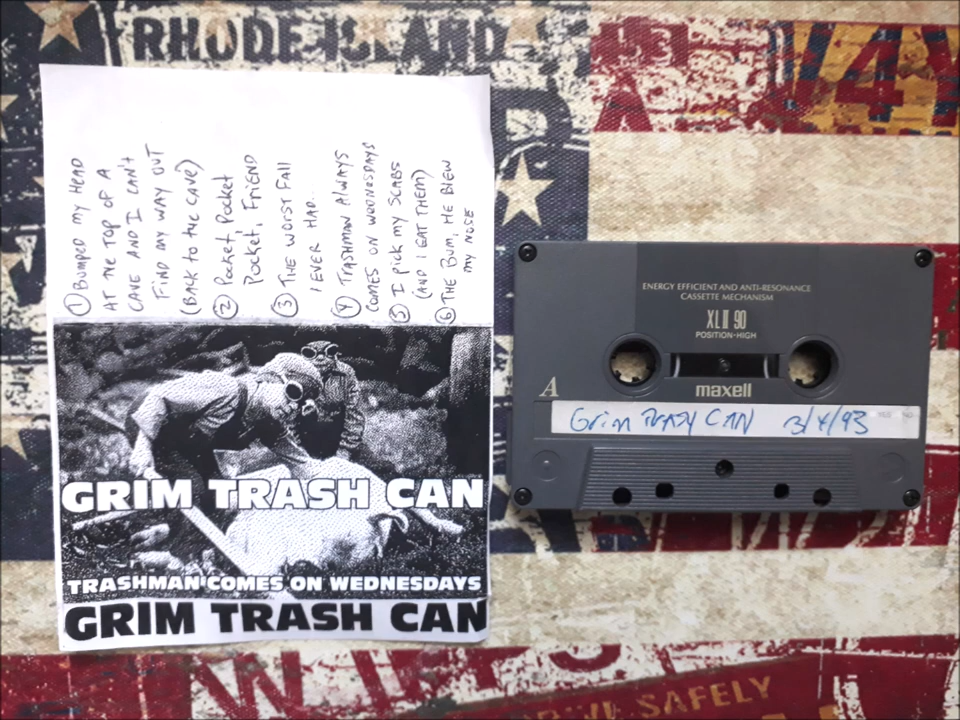 RHODE ISLAND
① BUMPED MY HEAD
AT THE TOP OF A
CAVE AND I CAN'T
FIND MY WAY OUT
(BACK TO THE CAVE)
② POCKET, POCKET
POCKET, FRIEND
③ THE WORST FALL
I EVER HAD...
④ TRASHMAN ALWAYS
COMES ON WEDNESDAYS
⑤ I PICK MY SCABS
(AND I EAT THEM)
⑥ THE BUM, HE BLEW
MY NOSE
GRIM TRASH CAN
TRASHMAN COMES ON WEDNESDAYS
GRIM TRASH CAN
ENERGY EFFICIENT AND ANTI-RESONANCE
CASSETTE MECHANISM
XLII 90
POSITION-HIGH
maxell
A
Grim TRASH CAN 3/4/93
DRIVE SAFELY